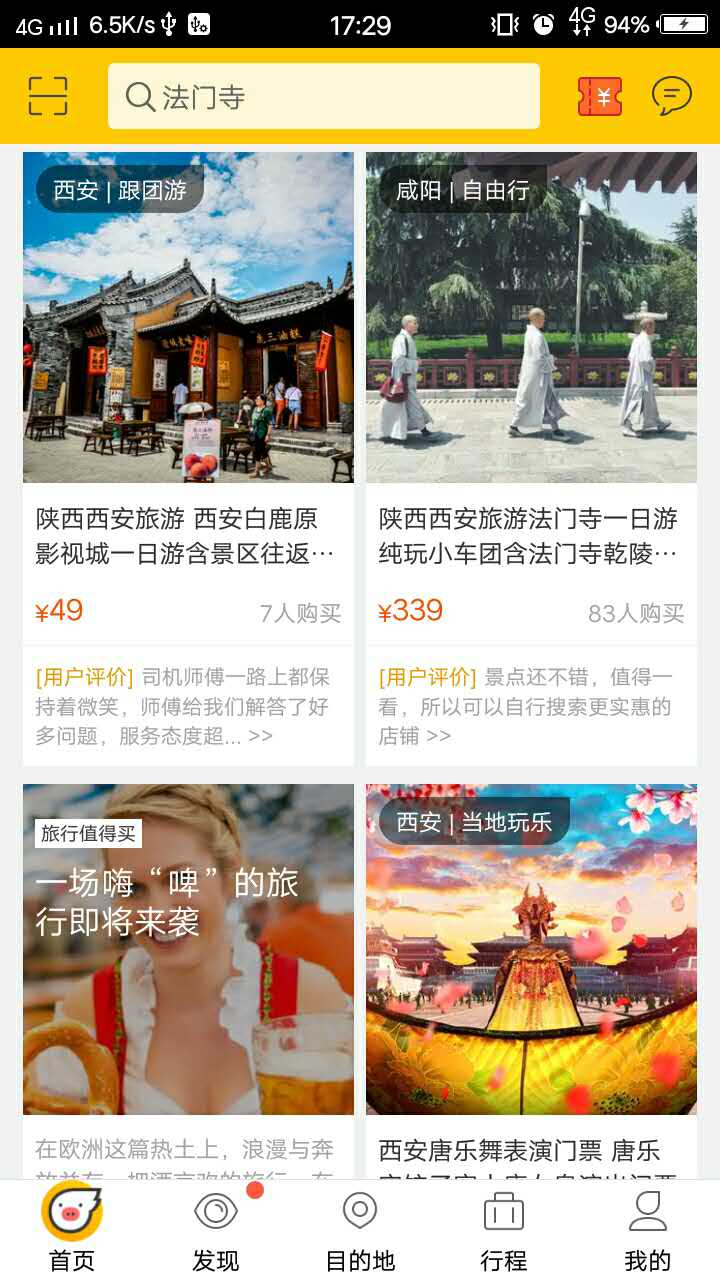 4G 6.5K/s 17:29 4G 94%
法门寺
¥
西安 | 跟团游
陕西西安旅游 西安白鹿原
影视城一日游含景区往返…
¥49 7人购买
[用户评价] 司机师傅一路上都保
持着微笑，师傅给我们解答了好
多问题，服务态度超... >>
咸阳 | 自由行
陕西西安旅游法门寺一日游
纯玩小车团含法门寺乾陵…
¥339 83人购买
[用户评价] 景点还不错，值得一
看，所以可以自行搜索更实惠的
店铺 >>
旅行值得买
一场嗨“啤”的旅
行即将来袭
在欧洲这篇热土上，浪漫与奔
西安 | 当地玩乐
西安唐乐舞表演门票 唐乐
首页 发现 目的地 行程 我的